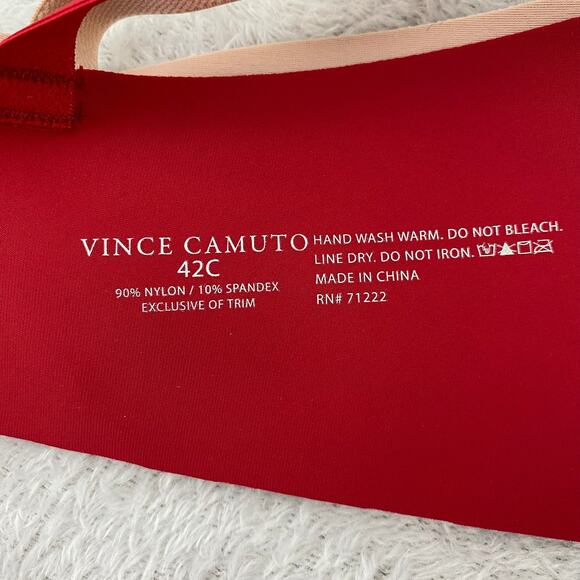 VINCE CAMUTO
42C
90% NYLON / 10% SPANDEX
EXCLUSIVE OF TRIM
HAND WASH WARM. DO NOT BLEACH.
LINE DRY. DO NOT IRON.
MADE IN CHINA
RN# 71222